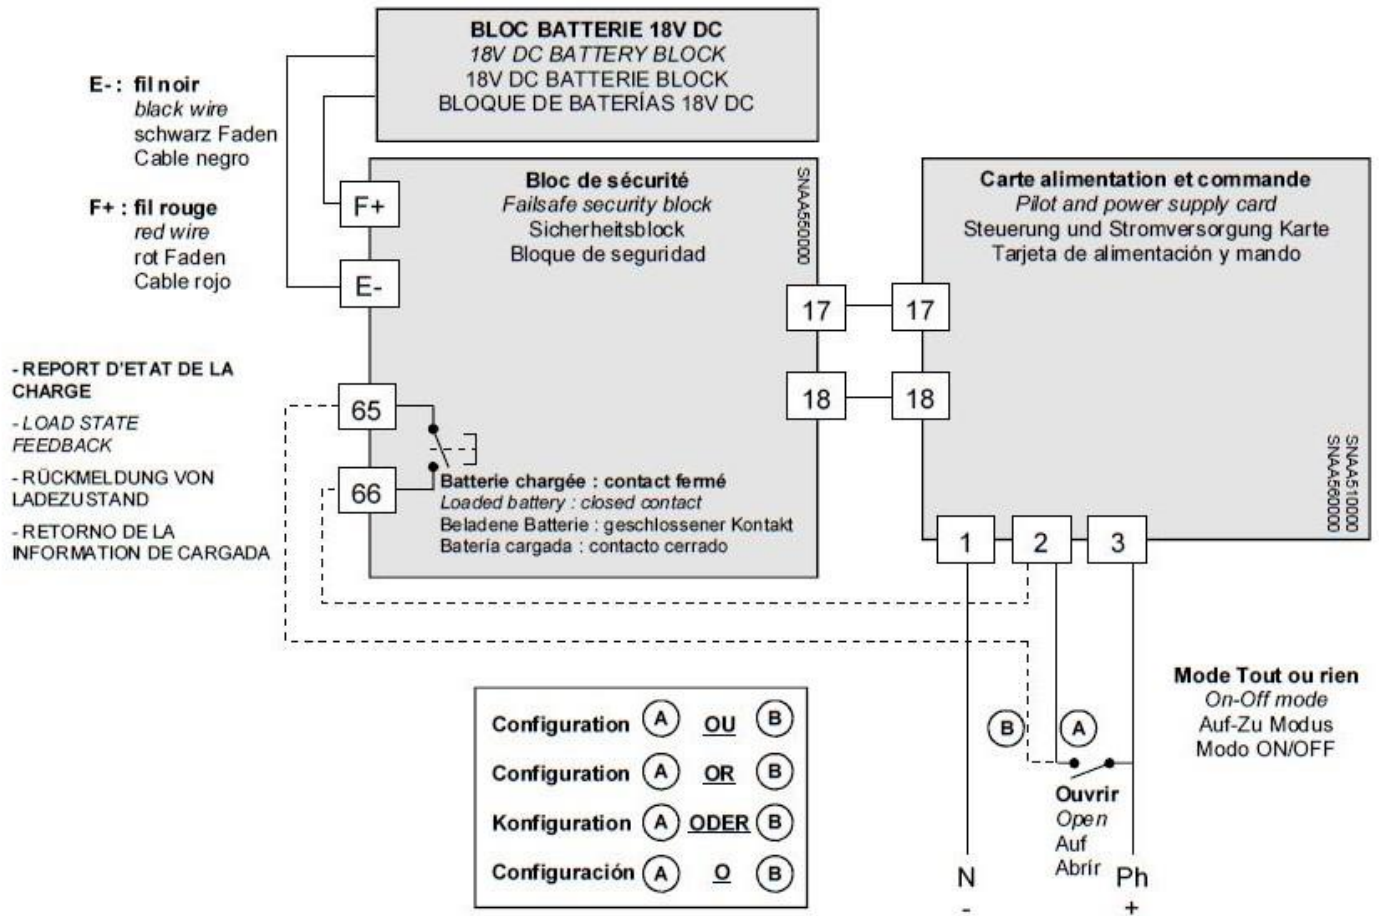 BLOC BATTERIE 18V DC
18V DC BATTERY BLOCK
18V DC BATTERIE BLOCK
BLOQUE DE BATERÍAS 18V DC
E- : fil noir
black wire
schwarz Faden
Cable negro
F+ : fil rouge
red wire
rot Faden
Cable rojo
F+
E-
Bloc de sécurité
Failsafe security block
Sicherheitsblock
Bloque de seguridad
SNAA550000
Carte alimentation et commande
Pilot and power supply card
Steuerung und Stromversorgung Karte
Tarjeta de alimentación y mando
17
17
18
18
SNAA510000
SNAA560000
- REPORT D'ETAT DE LA
CHARGE
- LOAD STATE
FEEDBACK
- RÜCKMELDUNG VON
LADEZUSTAND
- RETORNO DE LA
INFORMATION DE CARGADA
65
66
Batterie chargée : contact fermé
Loaded battery : closed contact
Beladene Batterie : geschlossener Kontakt
Batería cargada : contacto cerrado
1
2
3
Mode Tout ou rien
On-Off mode
Auf-Zu Modus
Modo ON/OFF
B
A
Ouvrir
Open
Auf
Abrir
N
-
Ph
+
Configuration A OU B
Configuration A OR B
Konfiguration A ODER B
Configuración A O B